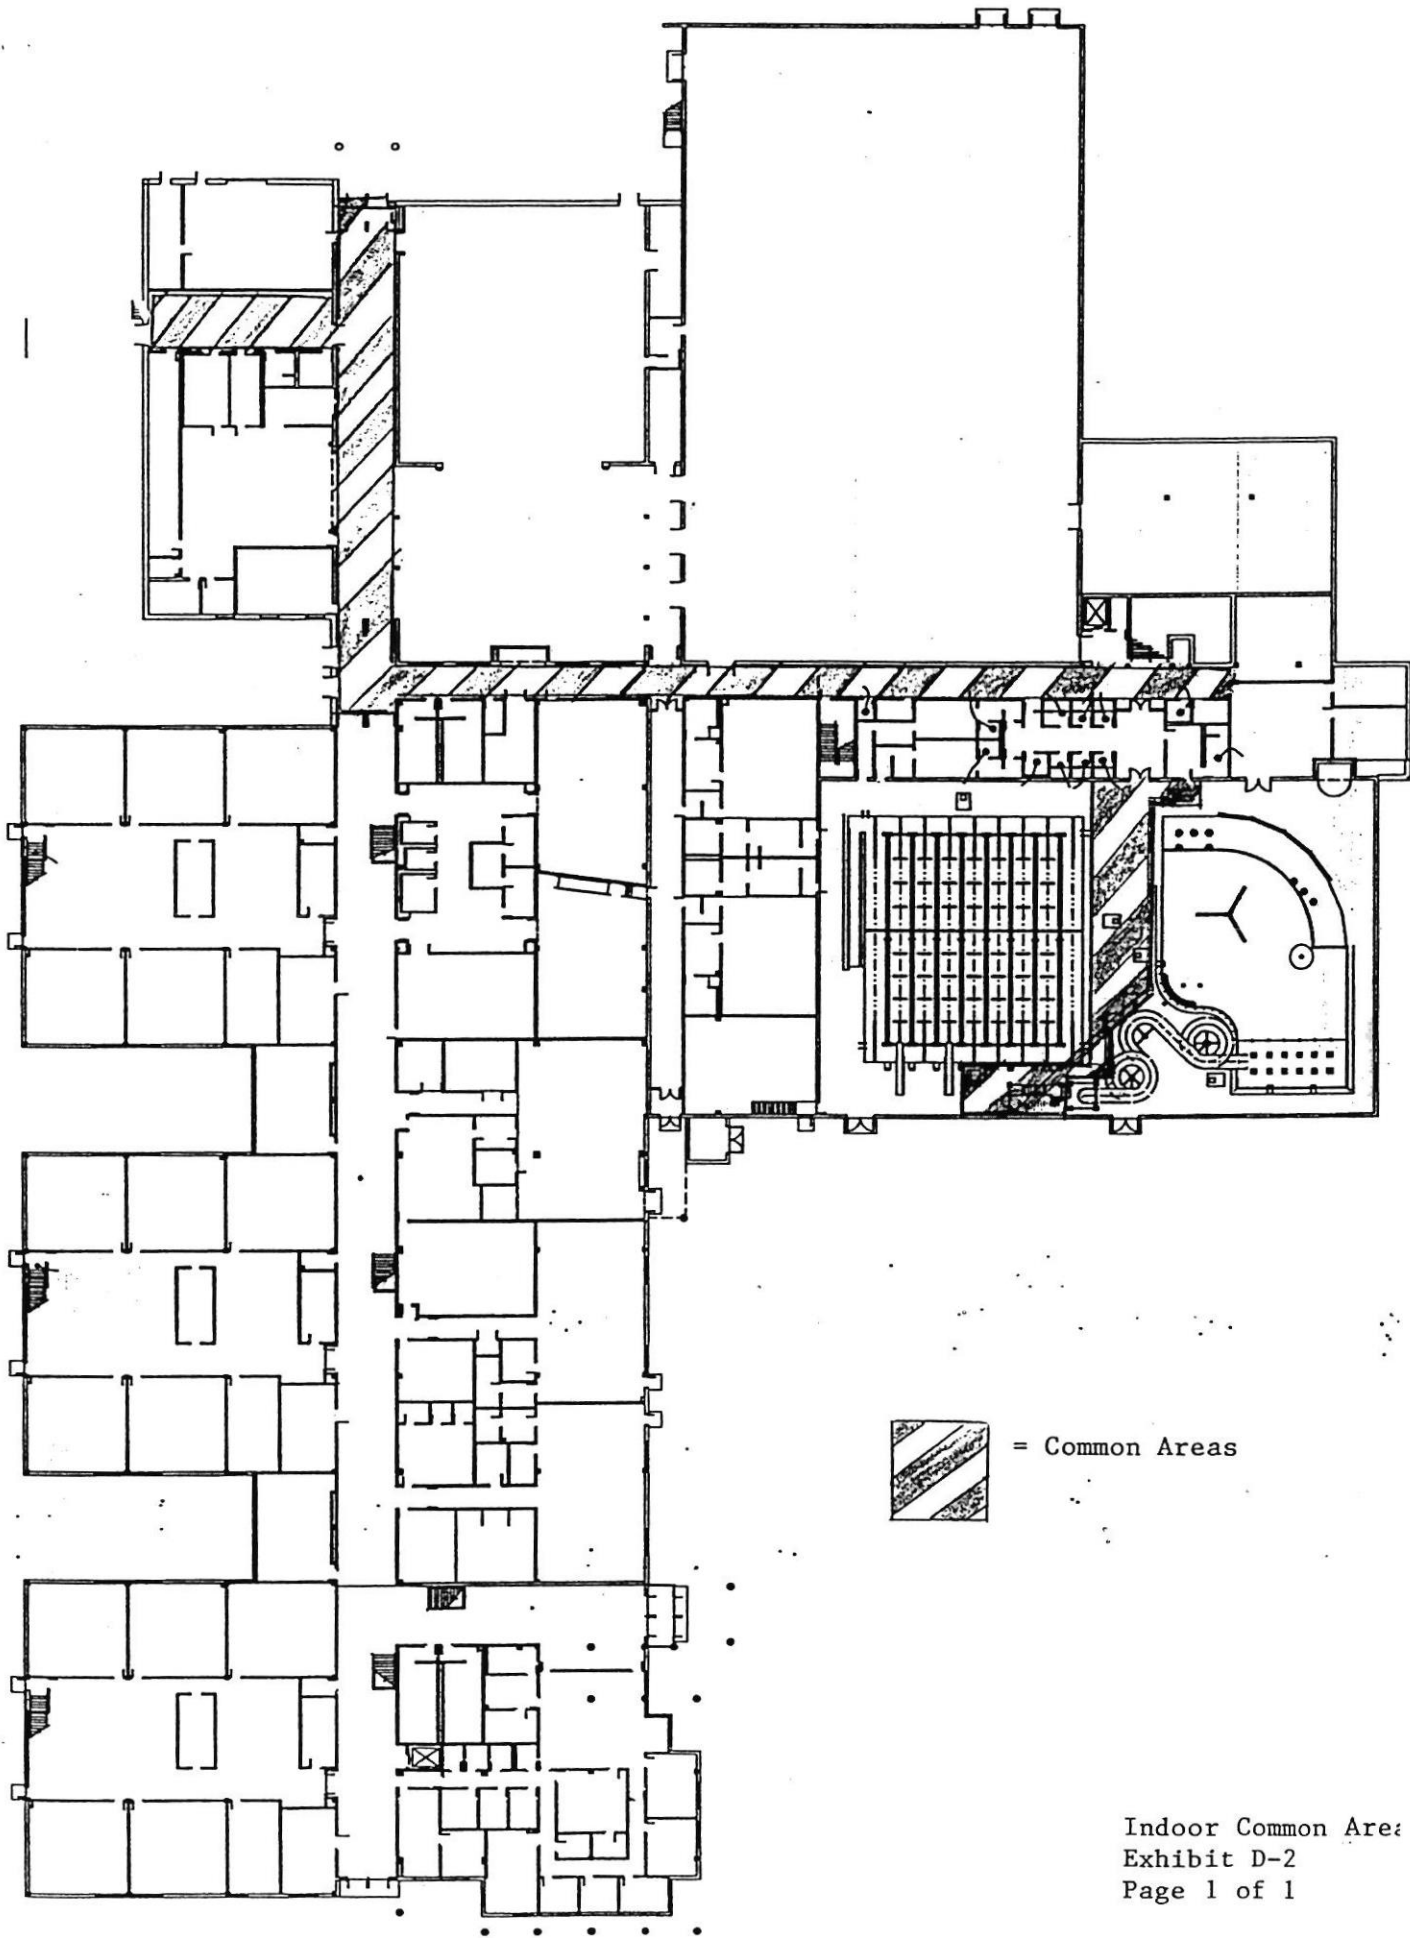 = Common Areas
Indoor Common Area
Exhibit D-2
Page 1 of 1